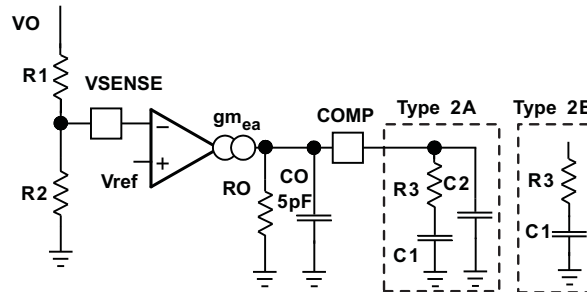 VO
R1
VSENSE
gmea
COMP
Type 2A
Type 2B
R2
Vref
−
+
RO
CO
5pF
R3
C2
C1
R3
C1